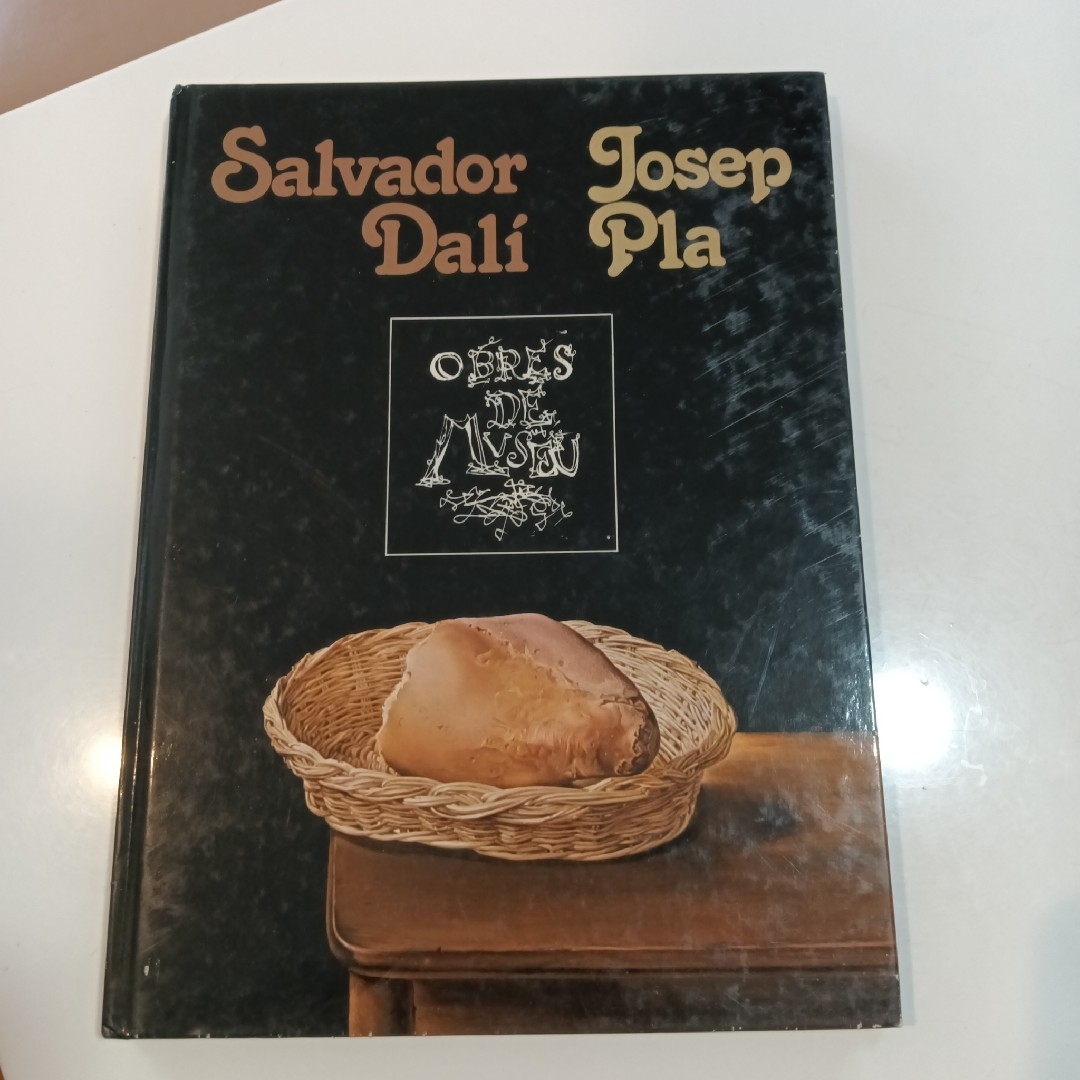 Salvador Dalí
Josep Pla
OBRES
DE
MUSEU